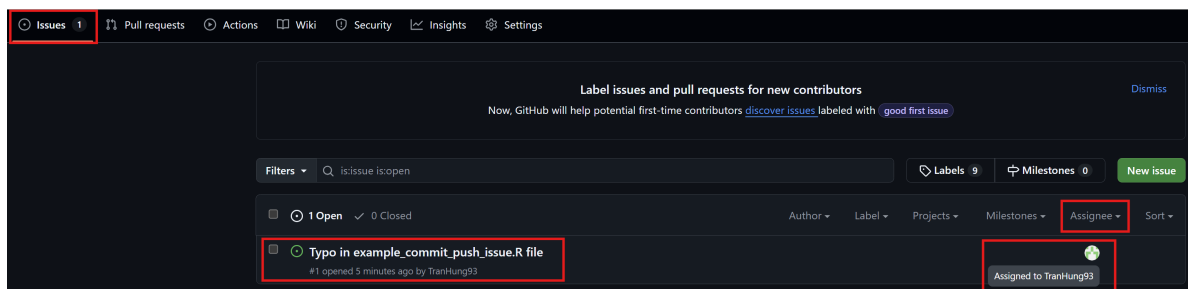 Issues 1 Pull requests Actions Wiki Security Insights Settings
Label issues and pull requests for new contributors
Dismiss
Now, GitHub will help potential first-time contributors discover issues labeled with good first issue
Filters is:issue is:open Labels 9 Milestones 0 New issue
1 Open 0 Closed Author Label Projects Milestones Assignee Sort
Typo in example_commit_push_issue.R file
#1 opened 5 minutes ago by TranHung93
Assigned to TranHung93